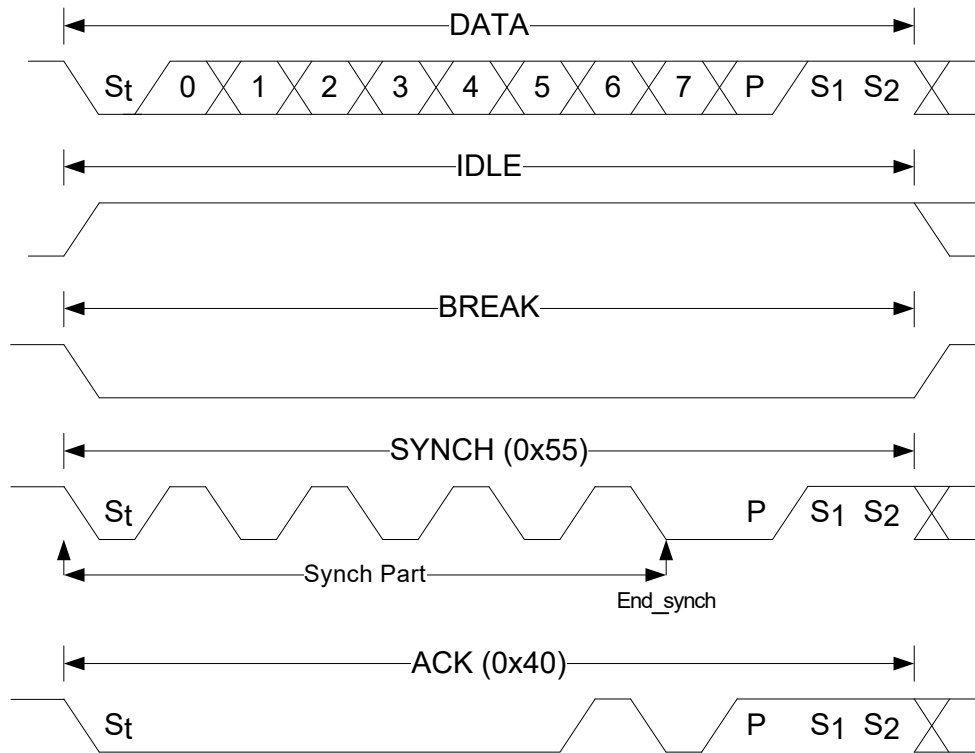 DATA
St 0 1 2 3 4 5 6 7 P S1 S2
IDLE
BREAK
SYNCH (0x55)
St P S1 S2
Synch Part
End_synch
ACK (0x40)
St P S1 S2